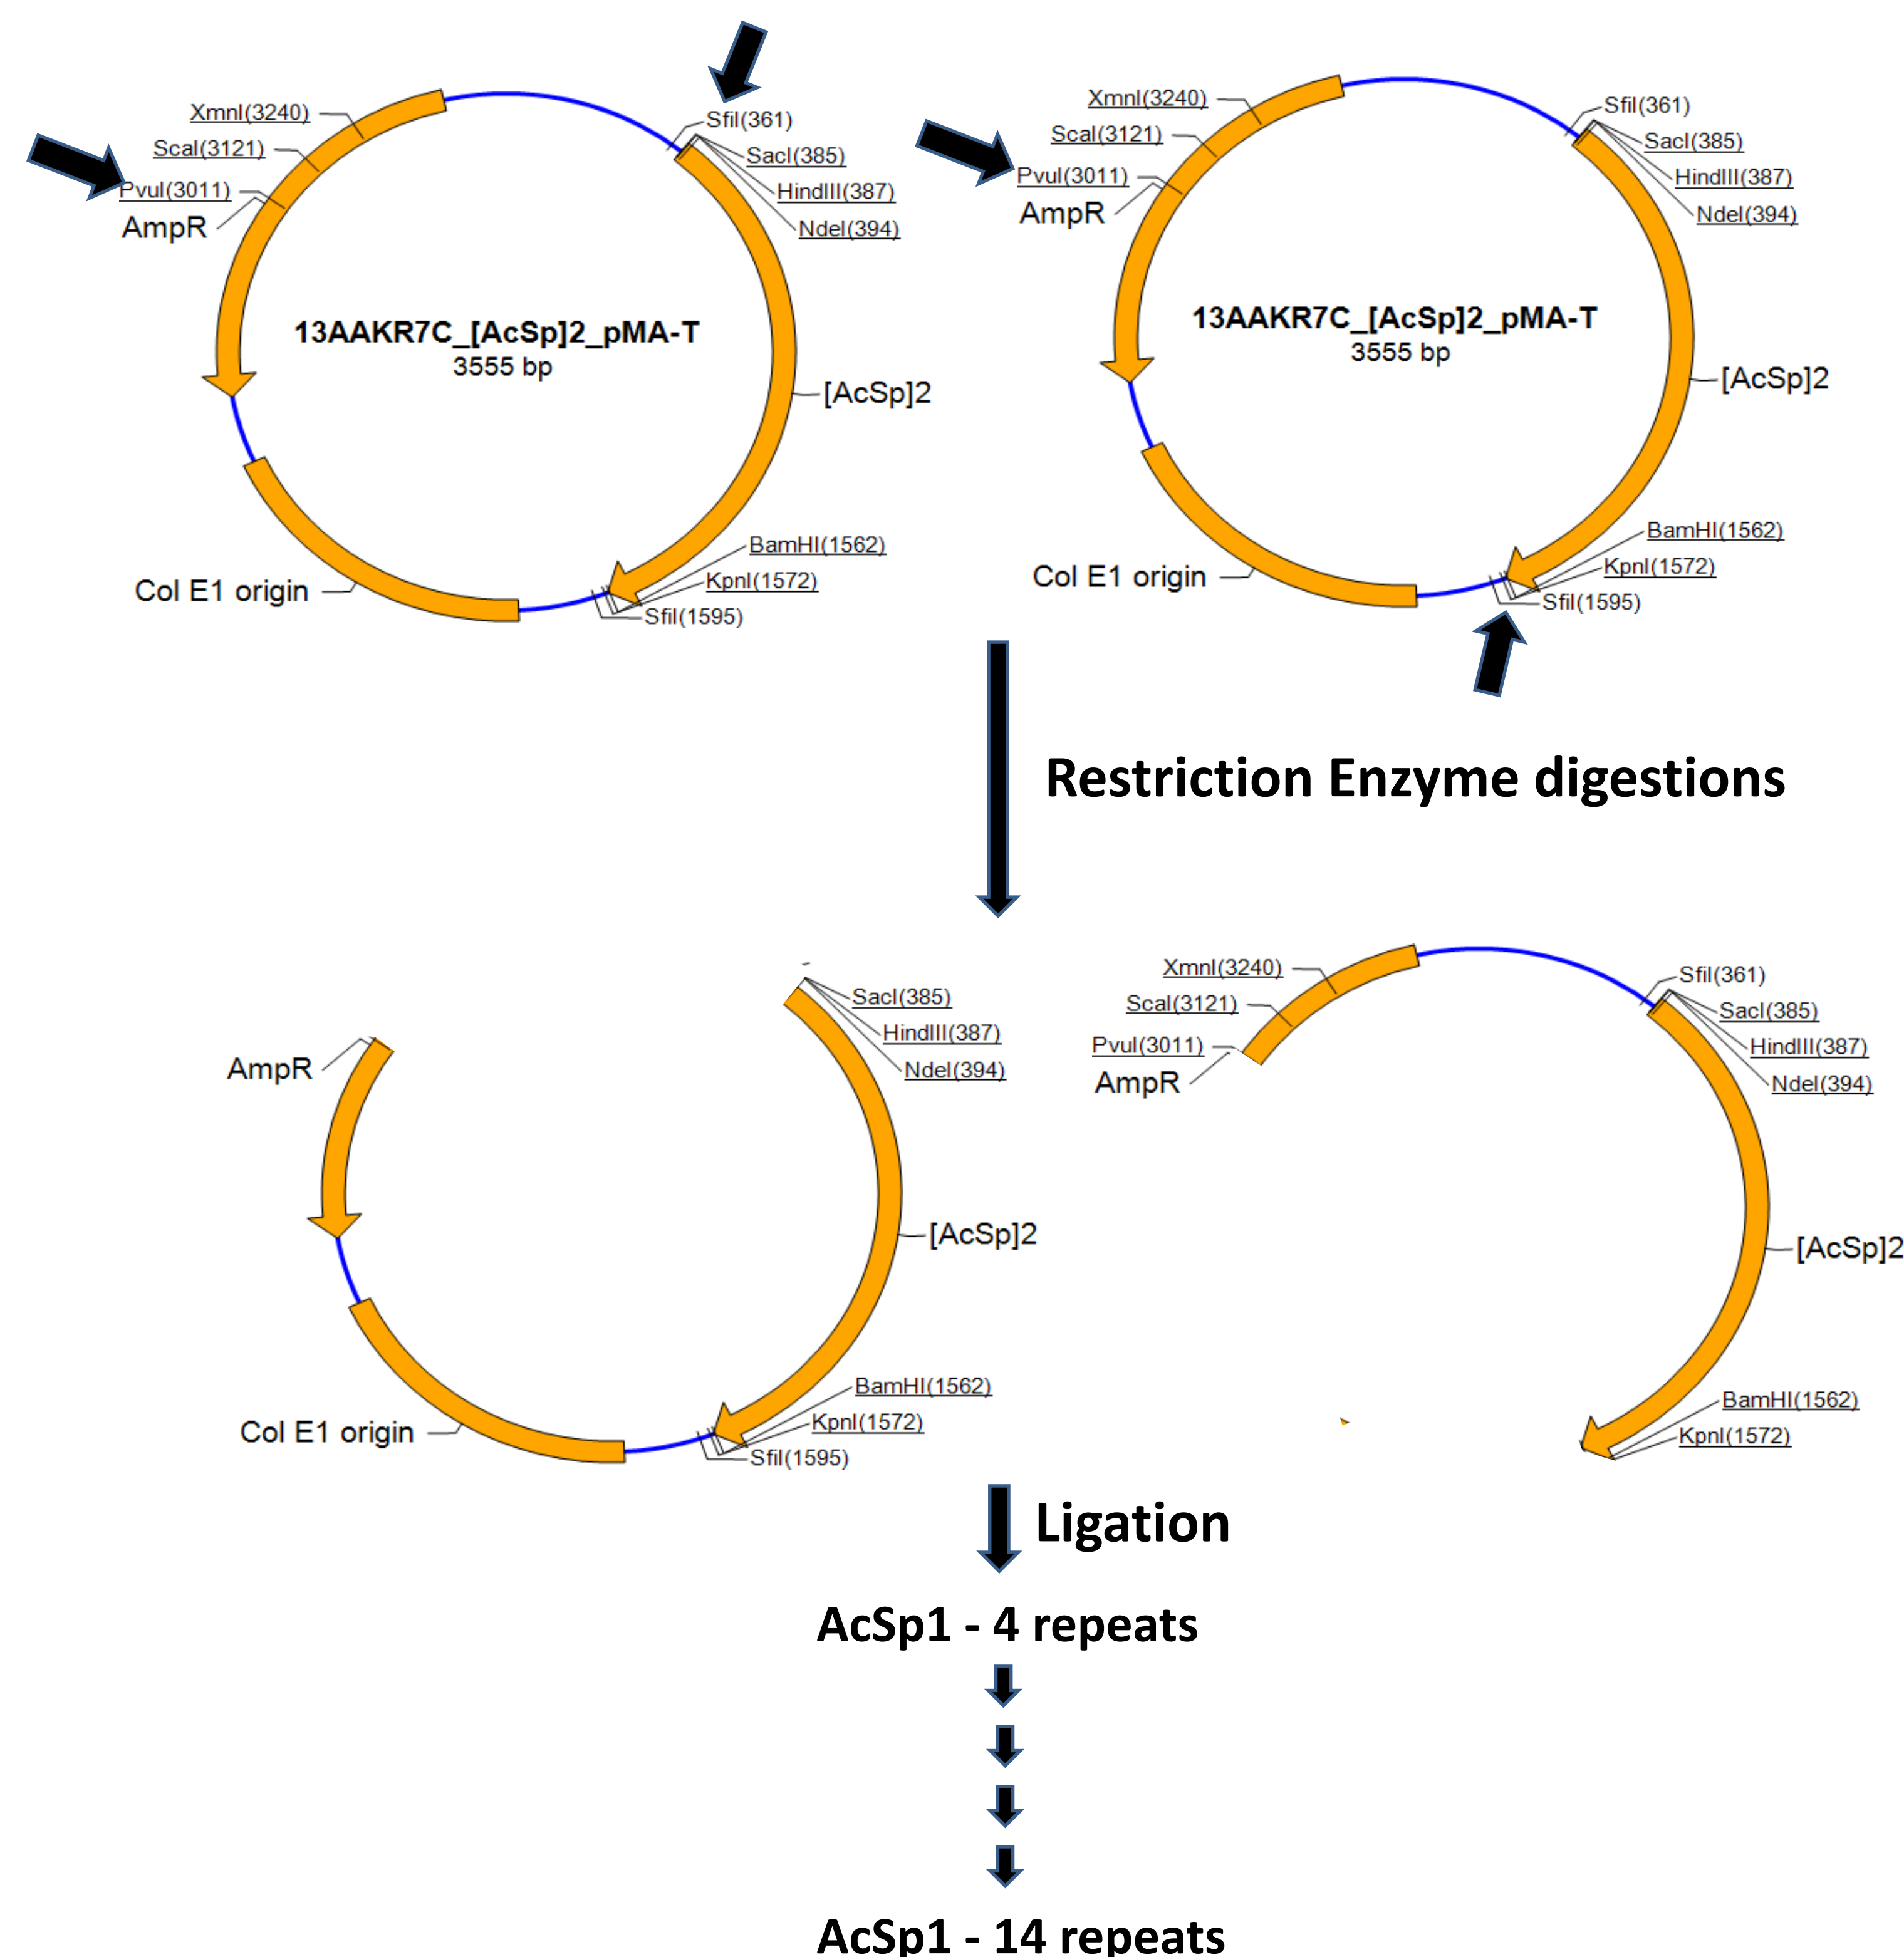 XmnI(3240)
ScaI(3121)
PvuI(3011)
AmpR
SfiI(361)
SacI(385)
HindIII(387)
NdeI(394)
13AAKR7C_[AcSp]2_pMA-T
3555 bp
[AcSp]2
Col E1 origin
BamHI(1562)
KpnI(1572)
SfiI(1595)
XmnI(3240)
ScaI(3121)
PvuI(3011)
AmpR
SfiI(361)
SacI(385)
HindIII(387)
NdeI(394)
13AAKR7C_[AcSp]2_pMA-T
3555 bp
[AcSp]2
Col E1 origin
BamHI(1562)
KpnI(1572)
SfiI(1595)
Restriction Enzyme digestions
AmpR
SacI(385)
HindIII(387)
NdeI(394)
[AcSp]2
Col E1 origin
BamHI(1562)
KpnI(1572)
SfiI(1595)
XmnI(3240)
ScaI(3121)
PvuI(3011)
AmpR
SfiI(361)
SacI(385)
HindIII(387)
NdeI(394)
[AcSp]2
BamHI(1562)
KpnI(1572)
Ligation
AcSp1 - 4 repeats
AcSp1 - 14 repeats